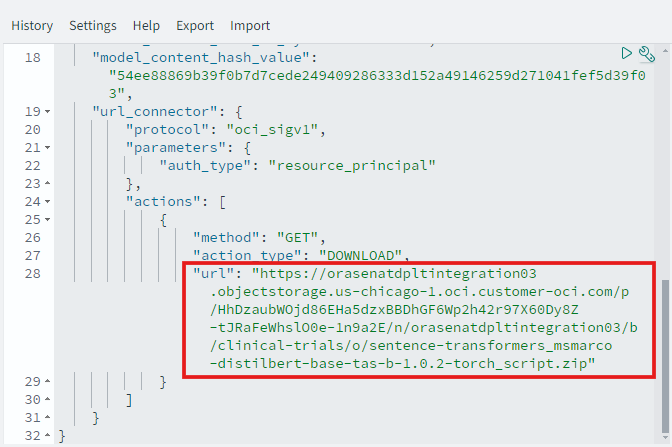 History Settings Help Export Import
18 "model_content_hash_value":
"54ee88869b39f0b7d7cede249409286333d152a49146259d271041fef5d39f0
3",
19 "url_connector": {
20 "protocol": "oci_sigv1",
21 "parameters": {
22 "auth_type": "resource_principal"
23 },
24 "actions": [
25 {
26 "method": "GET",
27 "action_type": "DOWNLOAD",
28 "url": "https://orasenatdpltintegration03
.objectstorage.us-chicago-1.oci.customer-oci.com/p
/HhDzaubWOjd86EHa5dzxBBDhGF6Wp2h42r97X60Dy8Z
-tJRaFeWhslO0e-1n9a2E/n/orasenatdpltintegration03/b
/clinical-trials/o/sentence-transformers_msmarco
-distilbert-base-tas-b-1.0.2-torch_script.zip"
29 }
30 ]
31 }
32 }